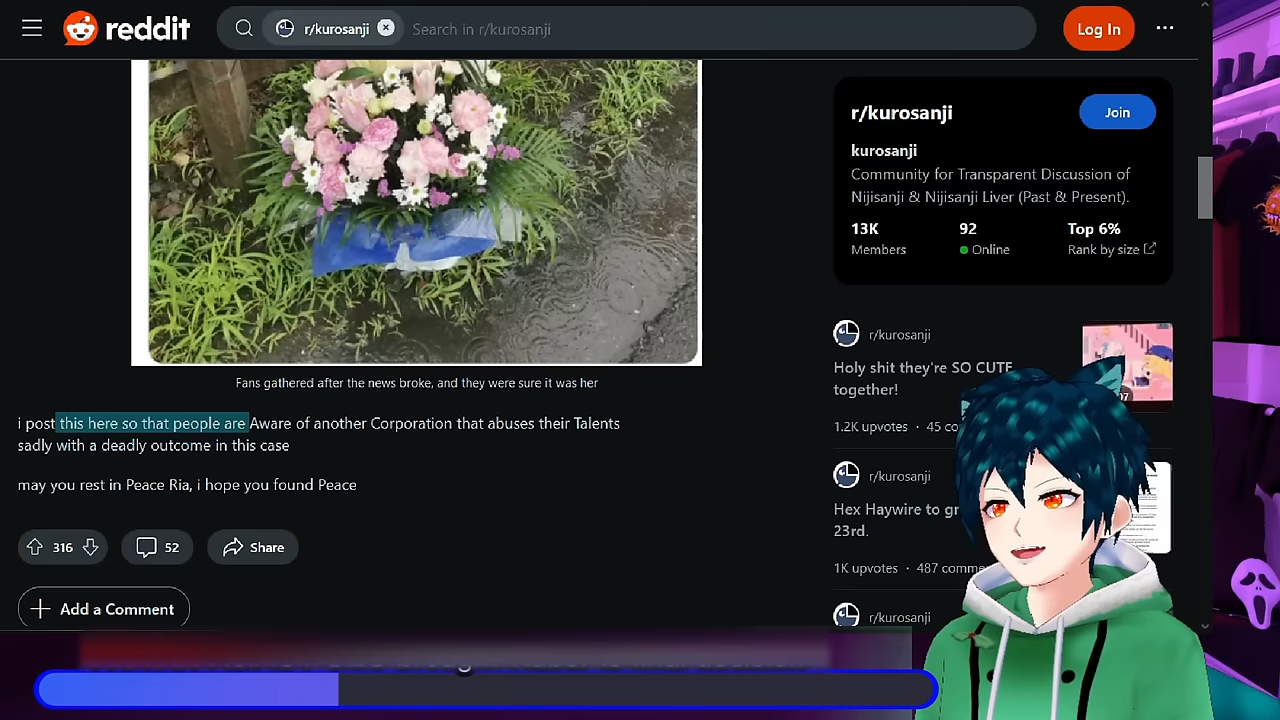 reddit
r/kurosanji
Search in r/kurosanji
Log In
r/kurosanji
Join
kurosanji
Community for Transparent Discussion of
Nijisanji & Nijisanji Liver (Past & Present).
13K
92
Top 6%
Members
Online
Rank by size
Fans gathered after the news broke, and they were sure it was her
i post this here so that people are Aware of another Corporation that abuses their Talents
sadly with a deadly outcome in this case
may you rest in Peace Ria, i hope you found Peace
316
52
Share
Add a Comment
r/kurosanji
Holy shit they're SO CUTE
together!
1.2K upvotes · 45 co
r/kurosanji
Hex Haywire to gr
23rd.
1K upvotes · 487 comme
r/kurosanji